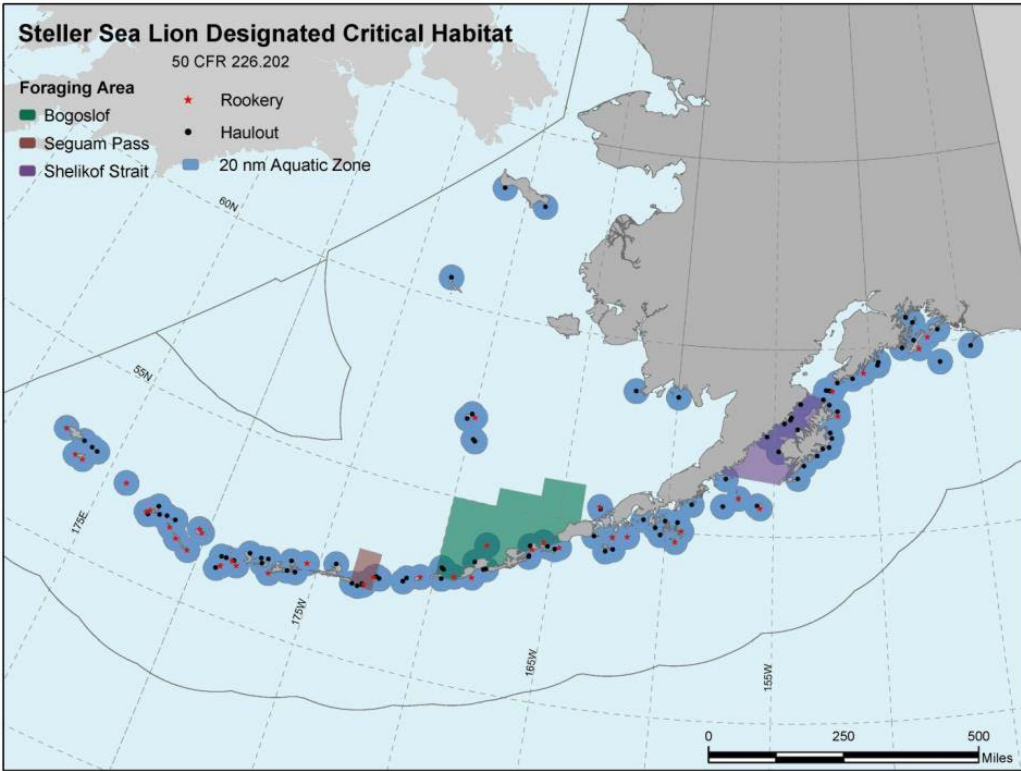 Steller Sea Lion Designated Critical Habitat
50 CFR 226.202
Foraging Area
Bogoslof
Seguam Pass
Shelikof Strait
Rookery
Haulout
20 nm Aquatic Zone
60N
55N
175E
175W
165W
155W
0 250 500
Miles